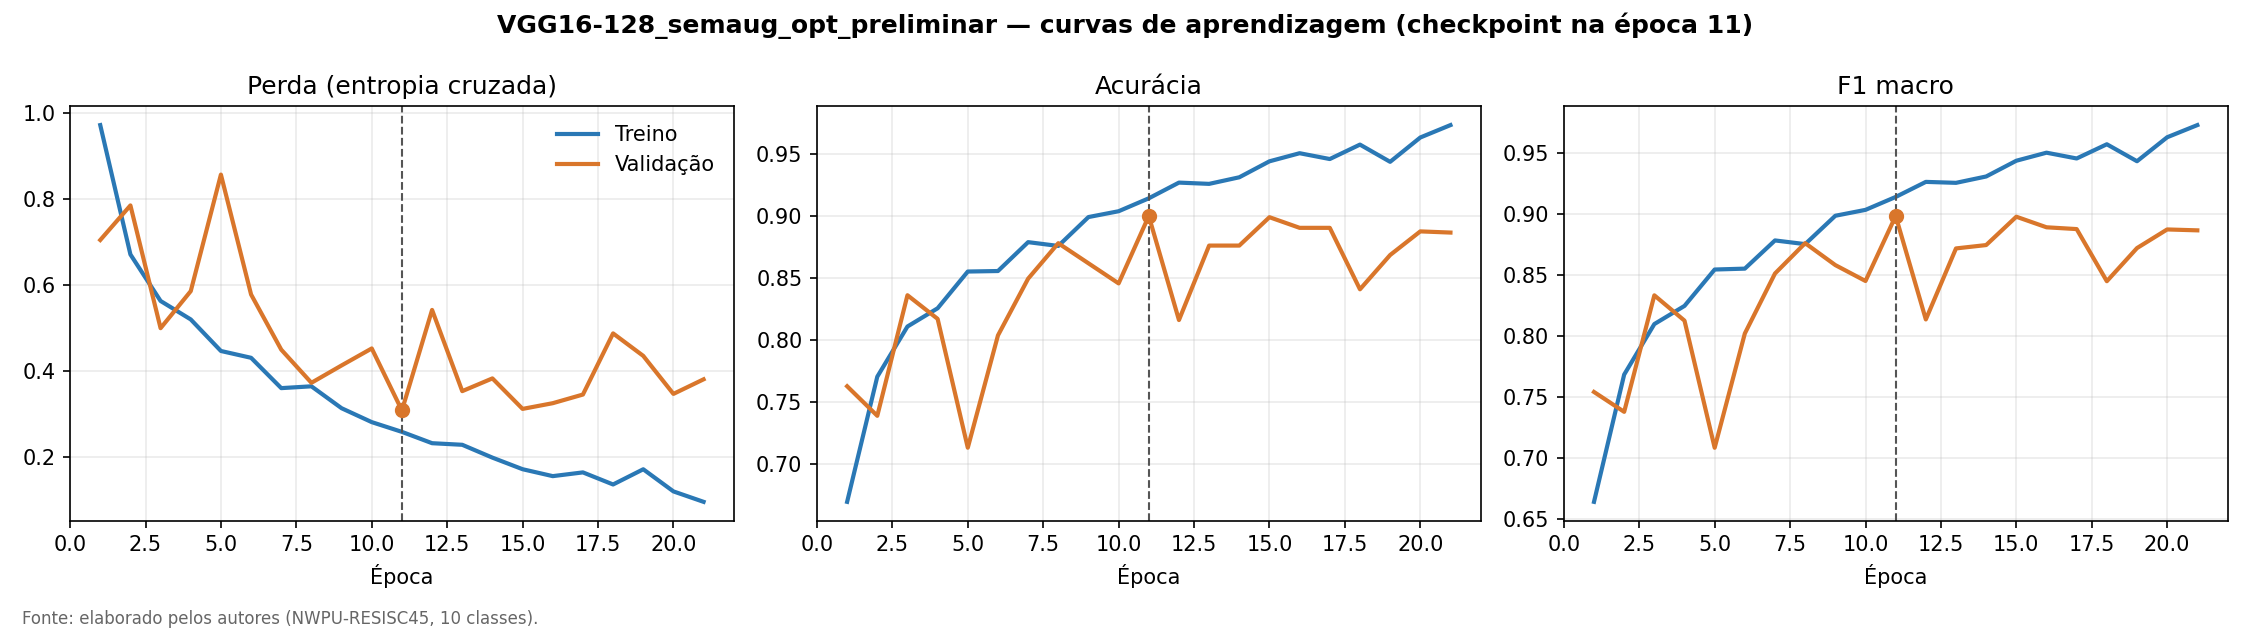 VGG16-128_semaug_opt_preliminar — curvas de aprendizagem (checkpoint na época 11)
Perda (entropia cruzada)
1.0
0.8
0.6
0.4
0.2
Treino
Validação
0.0 2.5 5.0 7.5 10.0 12.5 15.0 17.5 20.0
Época
Acurácia
0.95
0.90
0.85
0.80
0.75
0.70
0.0 2.5 5.0 7.5 10.0 12.5 15.0 17.5 20.0
Época
F1 macro
0.95
0.90
0.85
0.80
0.75
0.70
0.65
0.0 2.5 5.0 7.5 10.0 12.5 15.0 17.5 20.0
Época
Fonte: elaborado pelos autores (NWPU-RESISC45, 10 classes).